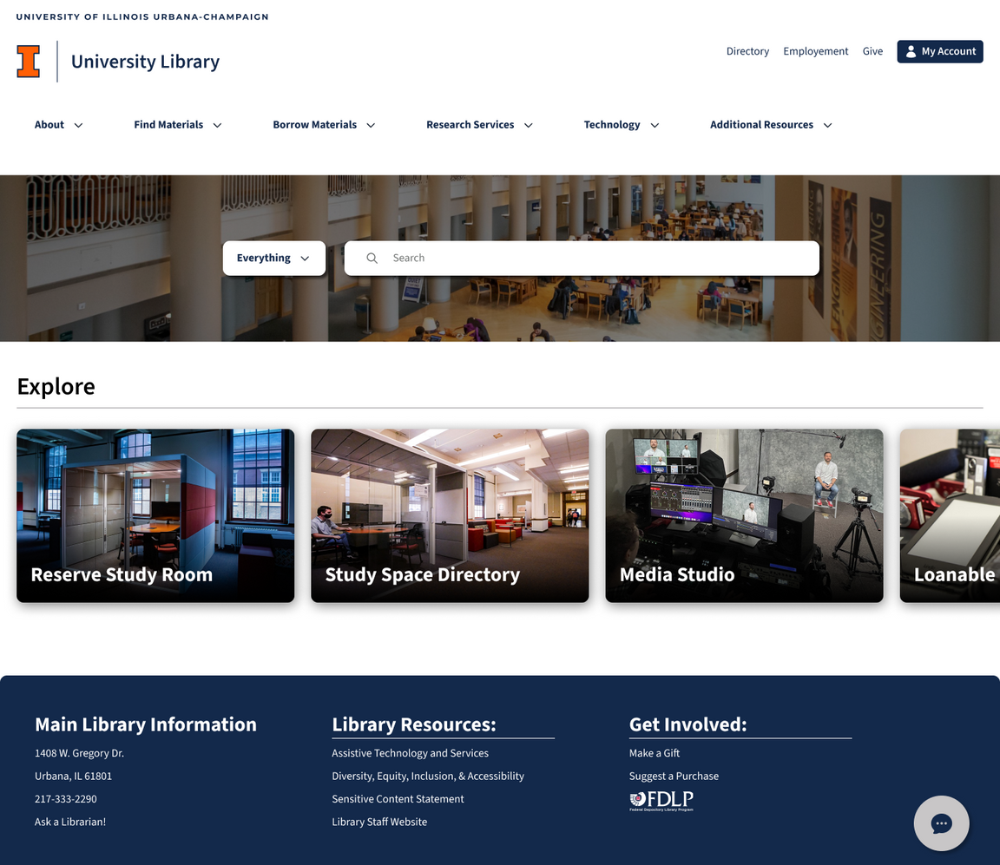 UNIVERSITY OF ILLINOIS URBANA-CHAMPAIGN
University Library
Directory Employement Give My Account
About Find Materials Borrow Materials Research Services Technology Additional Resources
ENGINEERING
Everything Search
Explore
Reserve Study Room Study Space Directory Media Studio Loanable
Main Library Information
1408 W. Gregory Dr.
Urbana, IL 61801
217-333-2290
Ask a Librarian!
Library Resources:
Assistive Technology and Services
Diversity, Equity, Inclusion, & Accessibility
Sensitive Content Statement
Library Staff Website
Get Involved:
Make a Gift
Suggest a Purchase
FDLP
Federal Depository Library Program